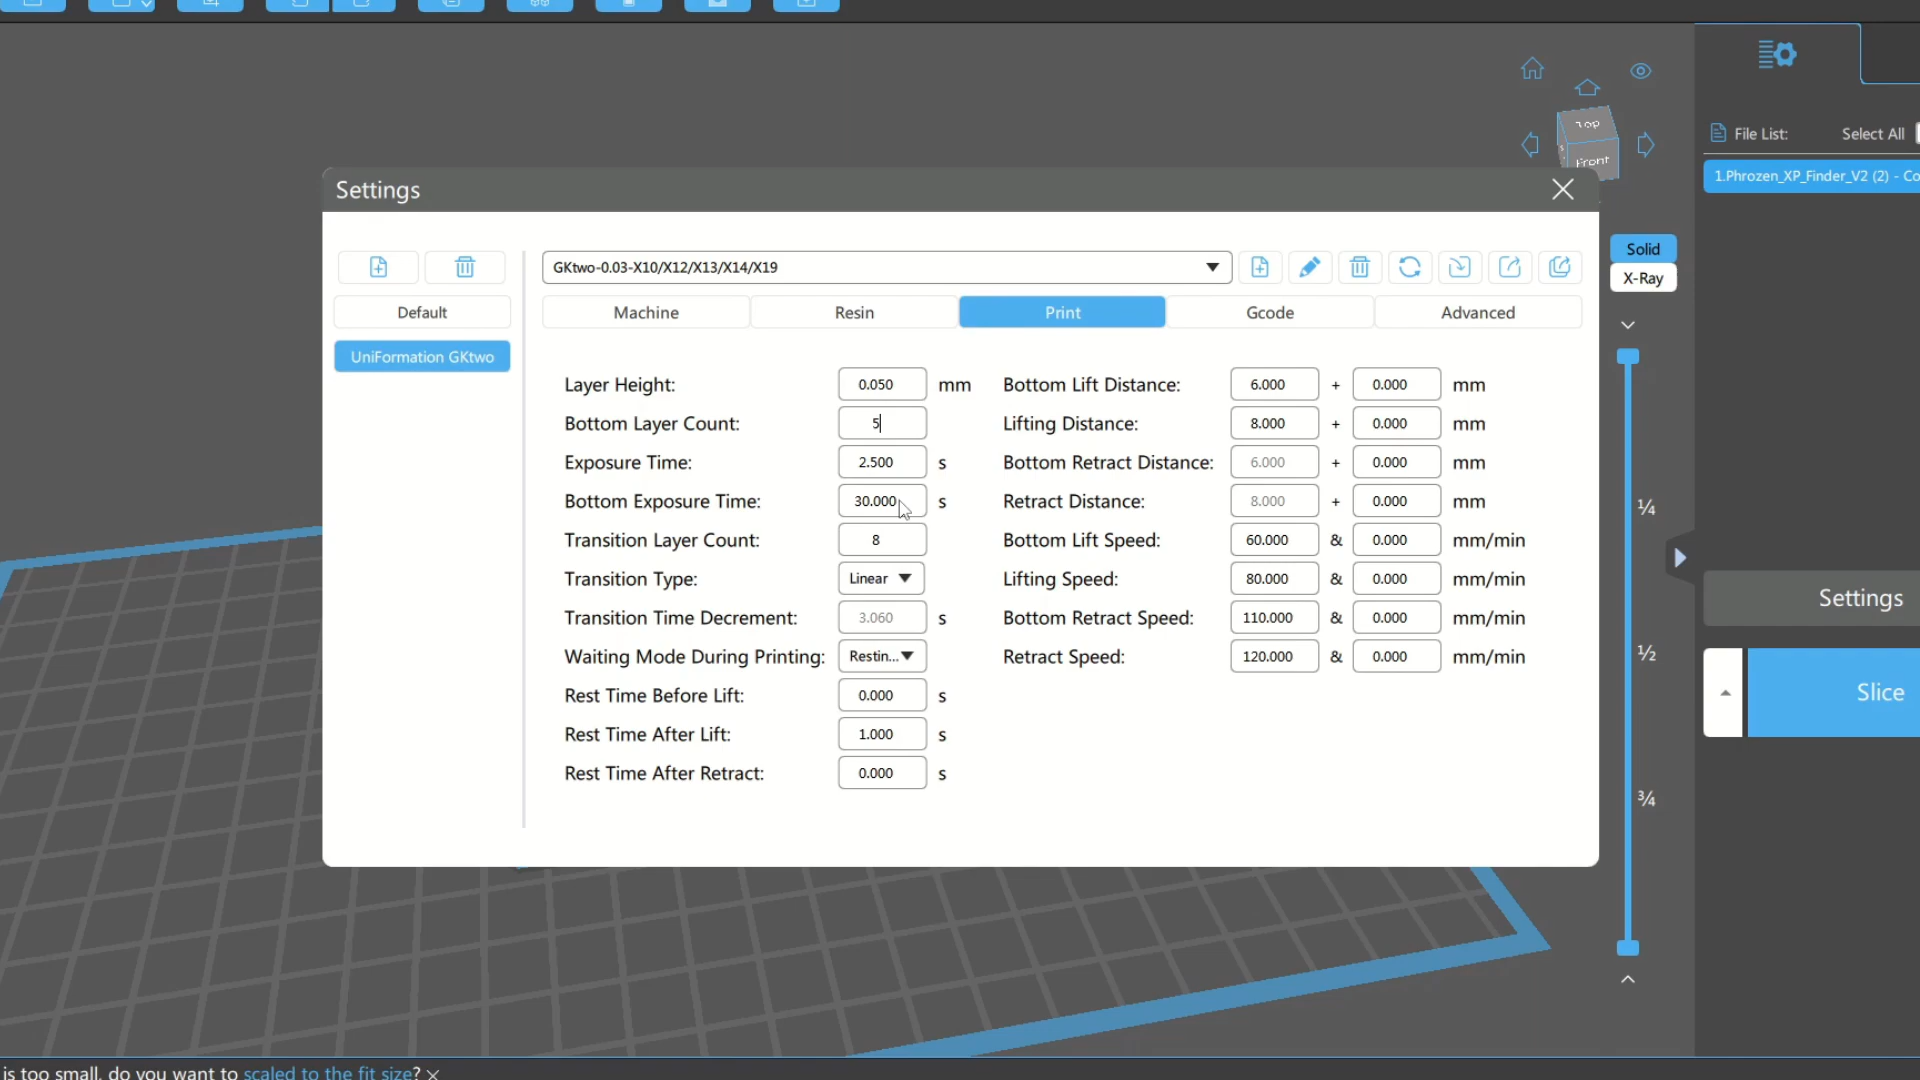 Top
Front
File List: Select All
1.Phrozen_XP_Finder_V2 (2) - Co
Settings
GKtwo-0.03-X10/X12/X13/X14/X19
Solid
X-Ray
Default
Machine Resin Print Gcode Advanced
UniFormation GKtwo
Layer Height: 0.050 mm Bottom Lift Distance: 6.000 + 0.000 mm
Bottom Layer Count: 5 Lifting Distance: 8.000 + 0.000 mm
Exposure Time: 2.500 s Bottom Retract Distance: 6.000 + 0.000 mm
Bottom Exposure Time: 30.000 s Retract Distance: 8.000 + 0.000 mm
¼
Transition Layer Count: 8 Bottom Lift Speed: 60.000 & 0.000 mm/min
Transition Type: Linear Lifting Speed: 80.000 & 0.000 mm/min
Settings
Transition Time Decrement: 3.060 s Bottom Retract Speed: 110.000 & 0.000 mm/min
Waiting Mode During Printing: Restin... Retract Speed: 120.000 & 0.000 mm/min
½
Rest Time Before Lift: 0.000 s
Slice
Rest Time After Lift: 1.000 s
Rest Time After Retract: 0.000 s
¾
is too small, do you want to scaled to the fit size?